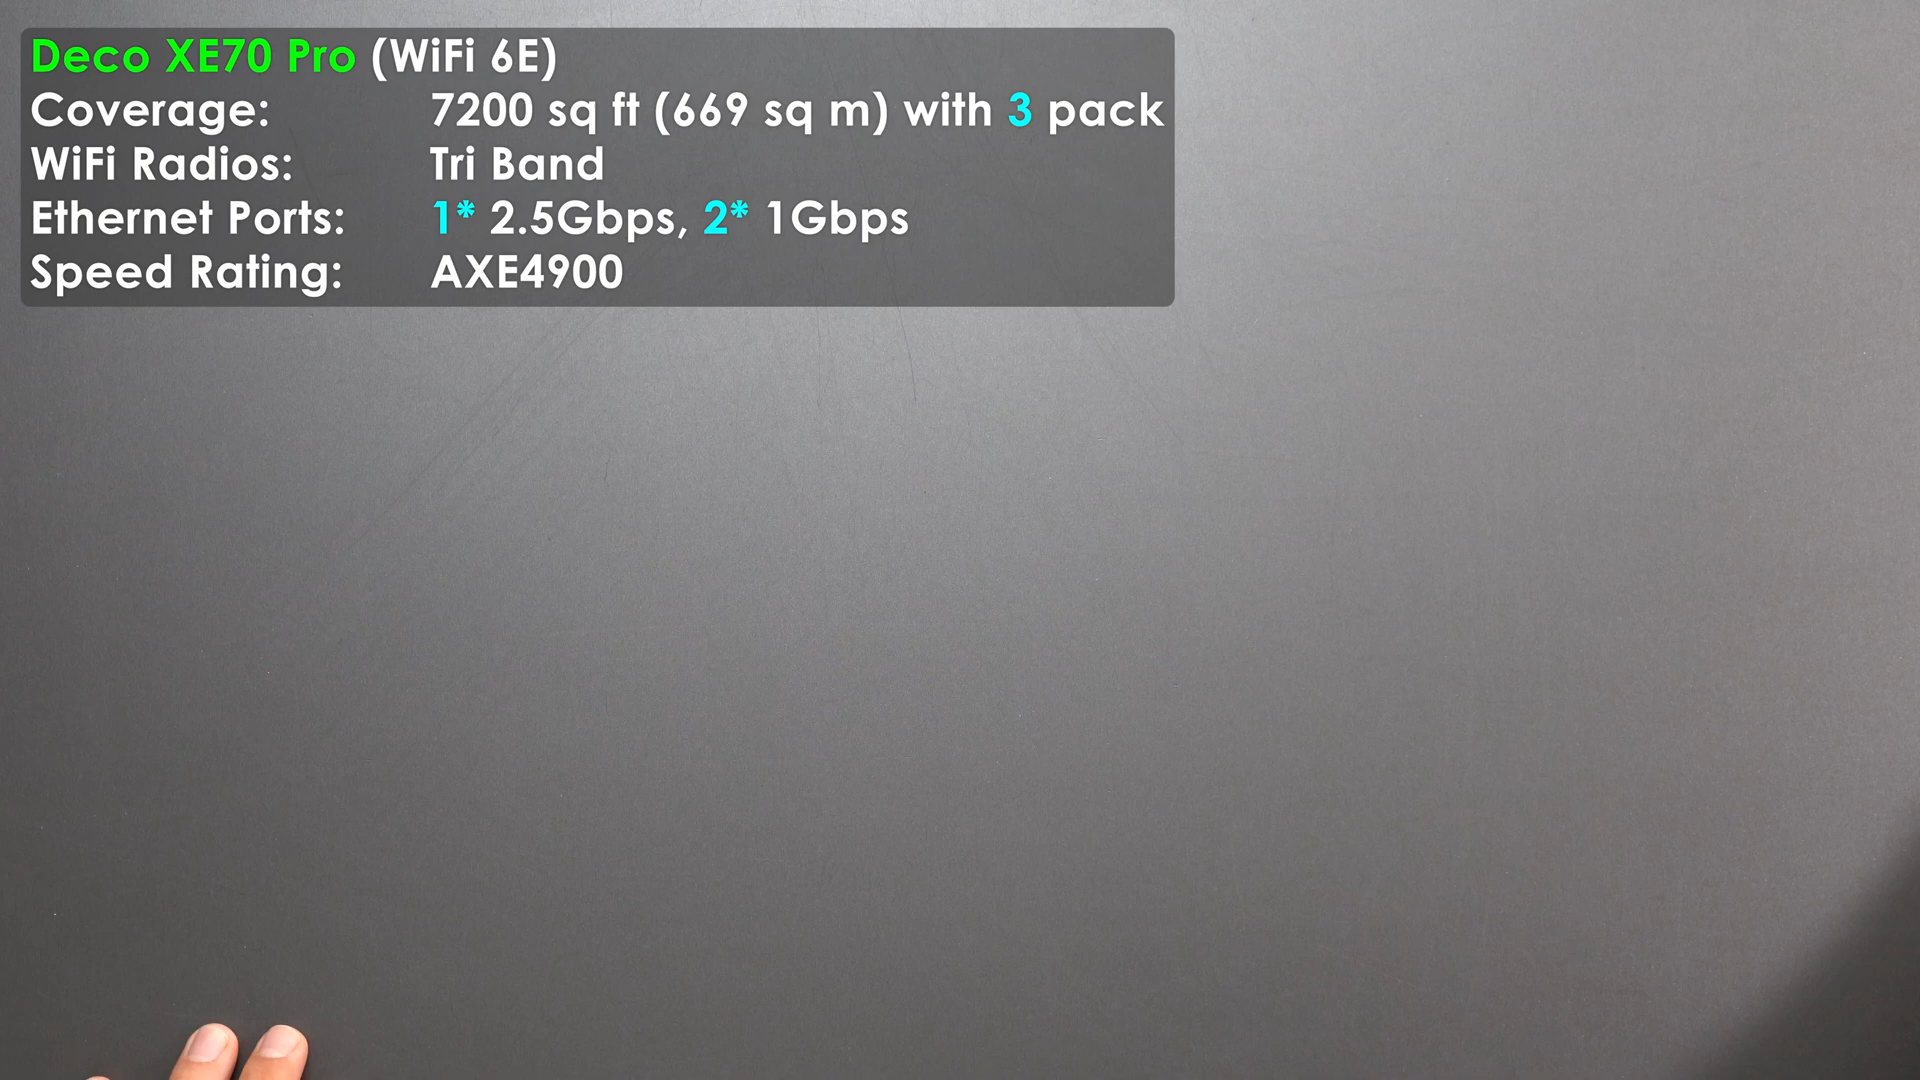 Deco XE70 Pro (WiFi 6E)
Coverage: 7200 sq ft (669 sq m) with 3 pack
WiFi Radios: Tri Band
Ethernet Ports: 1* 2.5Gbps, 2* 1Gbps
Speed Rating: AXE4900